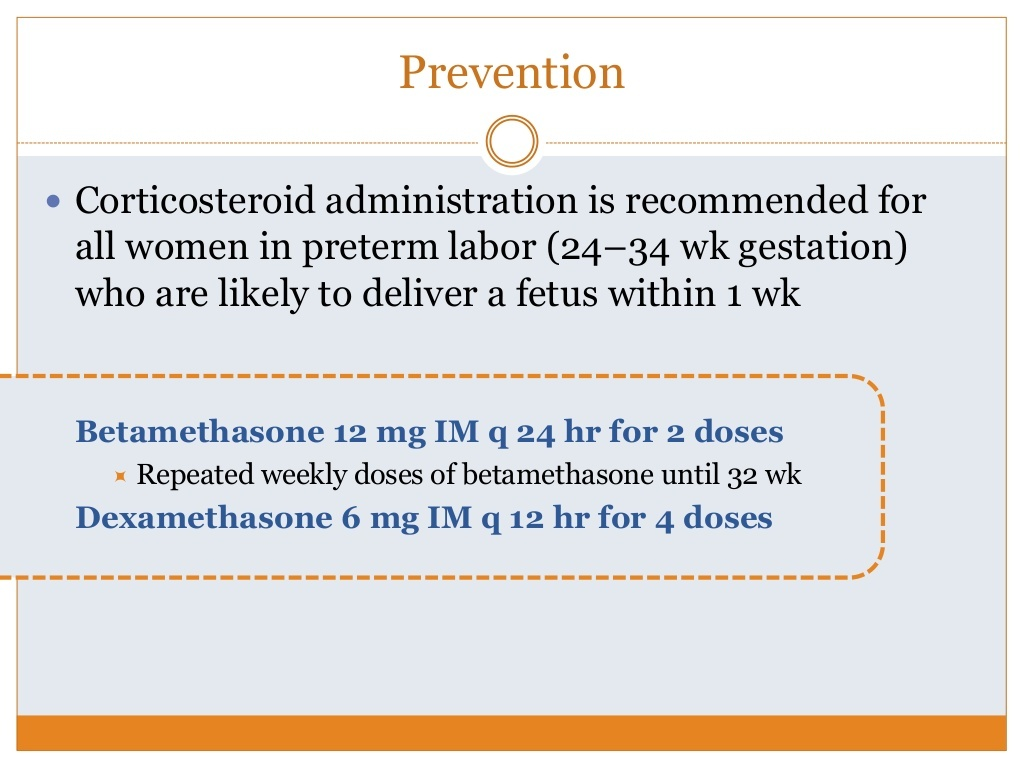 Prevention
• Corticosteroid administration is recommended for
all women in preterm labor (24–34 wk gestation)
who are likely to deliver a fetus within 1 wk
Betamethasone 12 mg IM q 24 hr for 2 doses
Repeated weekly doses of betamethasone until 32 wk
Dexamethasone 6 mg IM q 12 hr for 4 doses